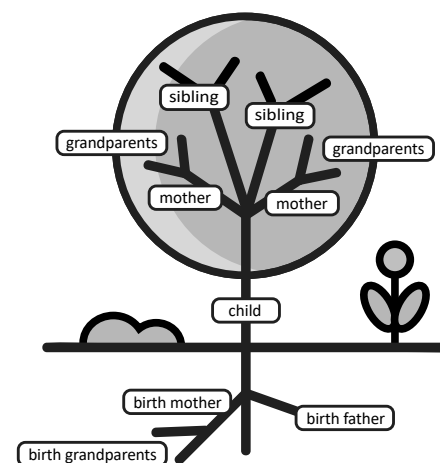 sibling
sibling
grandparents
grandparents
mother
mother
child
birth mother
birth father
birth grandparents